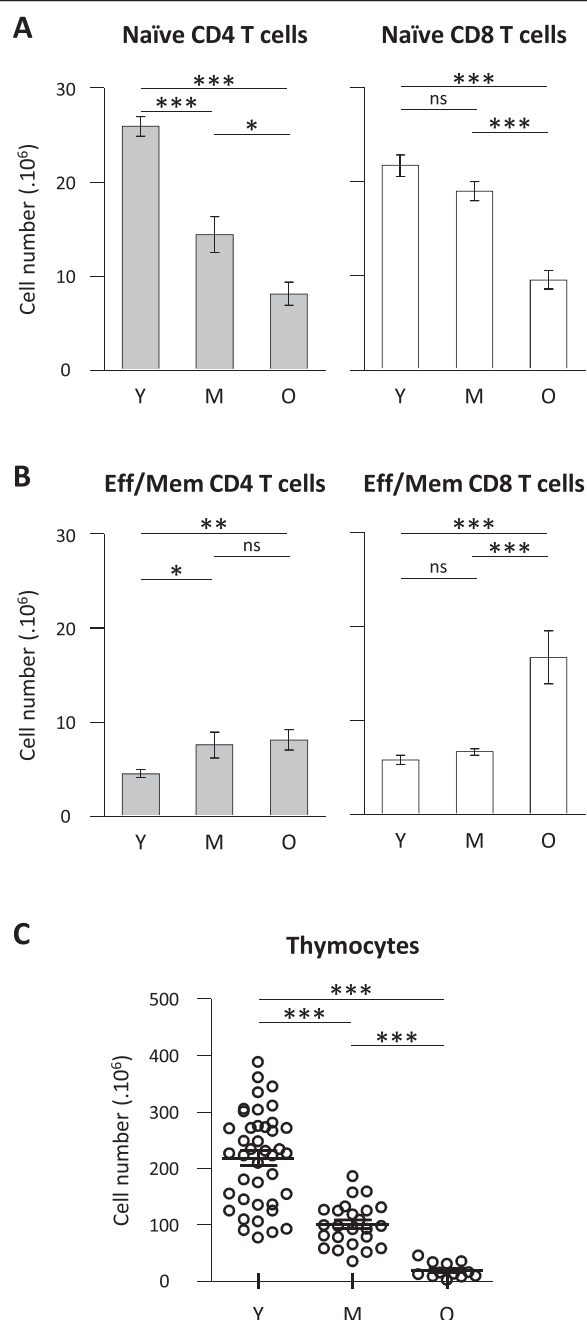 A
Naïve CD4 T cells
Naïve CD8 T cells
Cell number (.10⁶)
30
20
10
0
***
***
*
***
ns
***
Y M O
Y M O
B
Eff/Mem CD4 T cells
Eff/Mem CD8 T cells
Cell number (.10⁶)
30
20
10
0
**
ns
*
***
***
ns
Y M O
Y M O
C
Thymocytes
Cell number (.10⁶)
500
400
300
200
100
0
***
***
***
Y M O